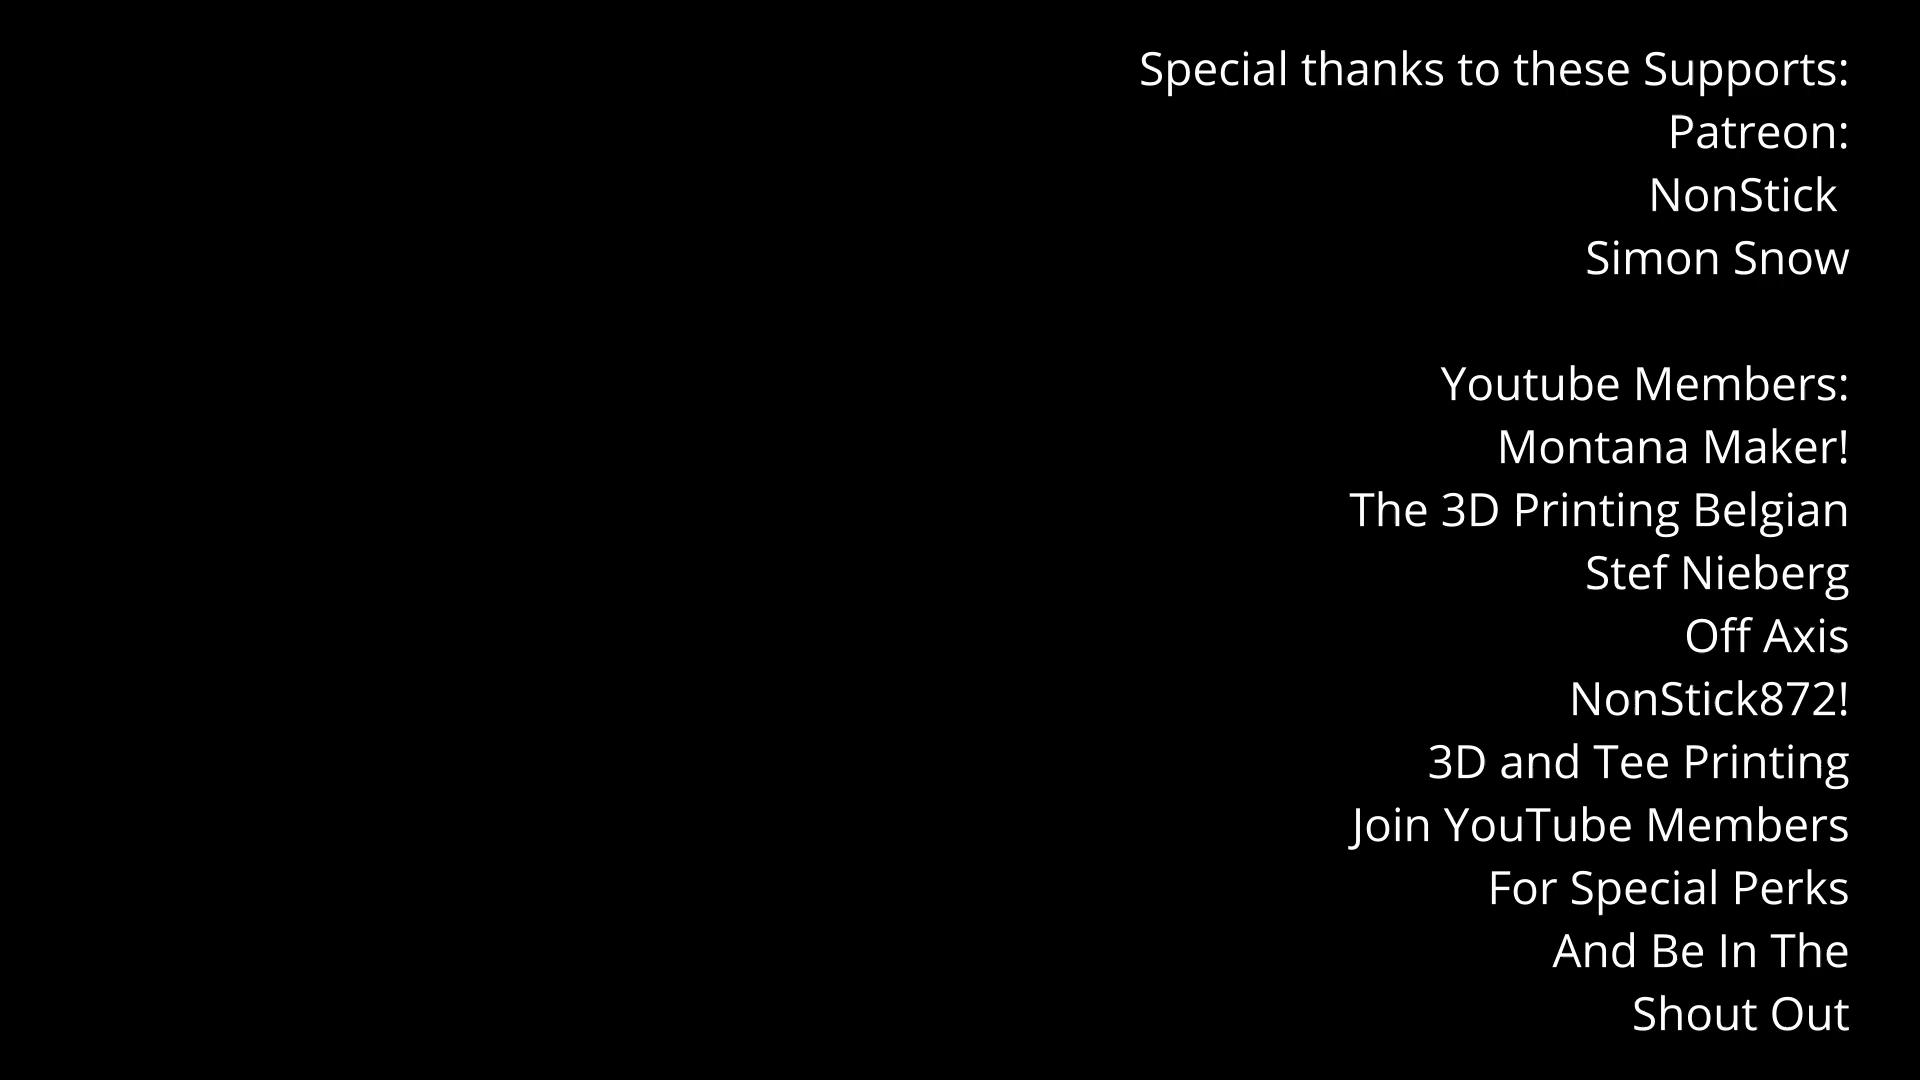 Special thanks to these Supports:
Patreon:
NonStick
Simon Snow
Youtube Members:
Montana Maker!
The 3D Printing Belgian
Stef Nieberg
Off Axis
NonStick872!
3D and Tee Printing
Join YouTube Members
For Special Perks
And Be In The
Shout Out